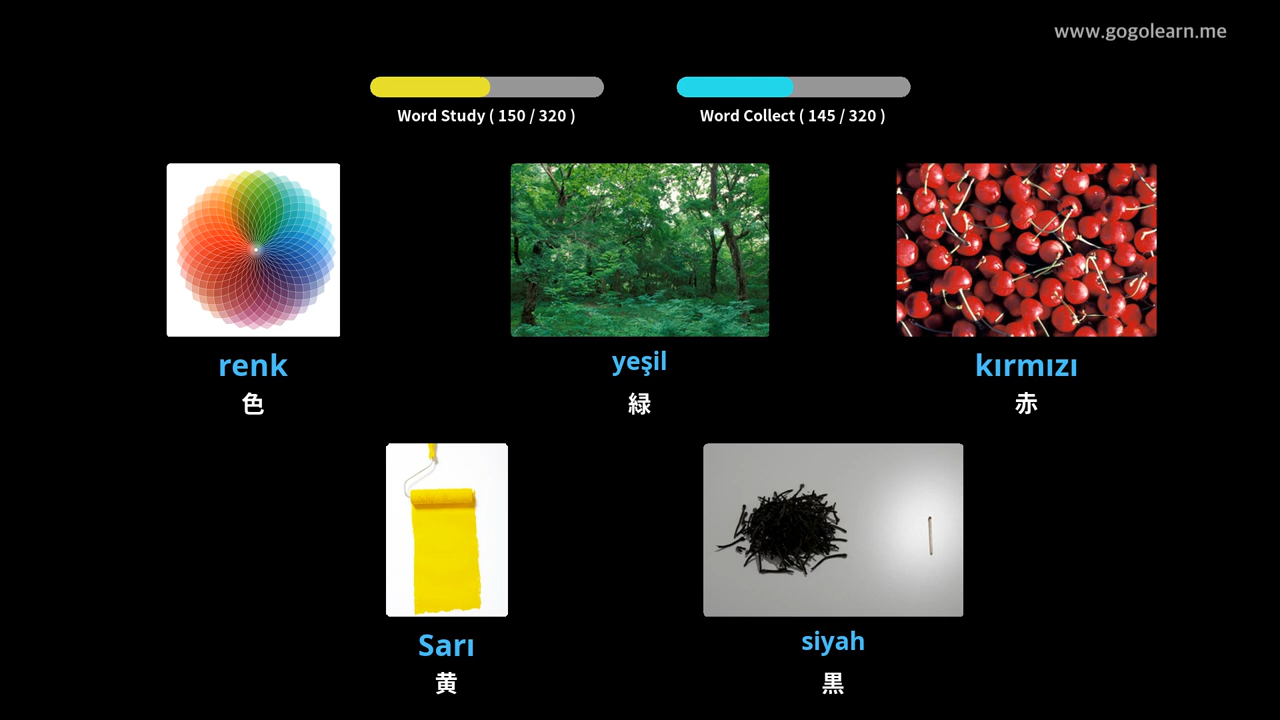 www.gogolearn.me
Word Study ( 150 / 320 )
Word Collect ( 145 / 320 )
renk
色
yeşil
緑
kırmızı
赤
Sarı
黄
siyah
黒